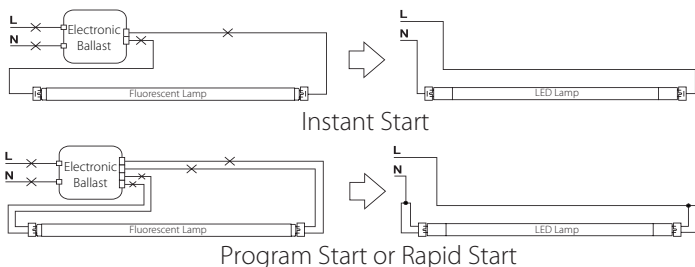 L
N
Electronic
Ballast
Fluorescent Lamp
L
N
LED Lamp
Instant Start
L
N
Electronic
Ballast
Fluorescent Lamp
L
N
LED Lamp
Program Start or Rapid Start